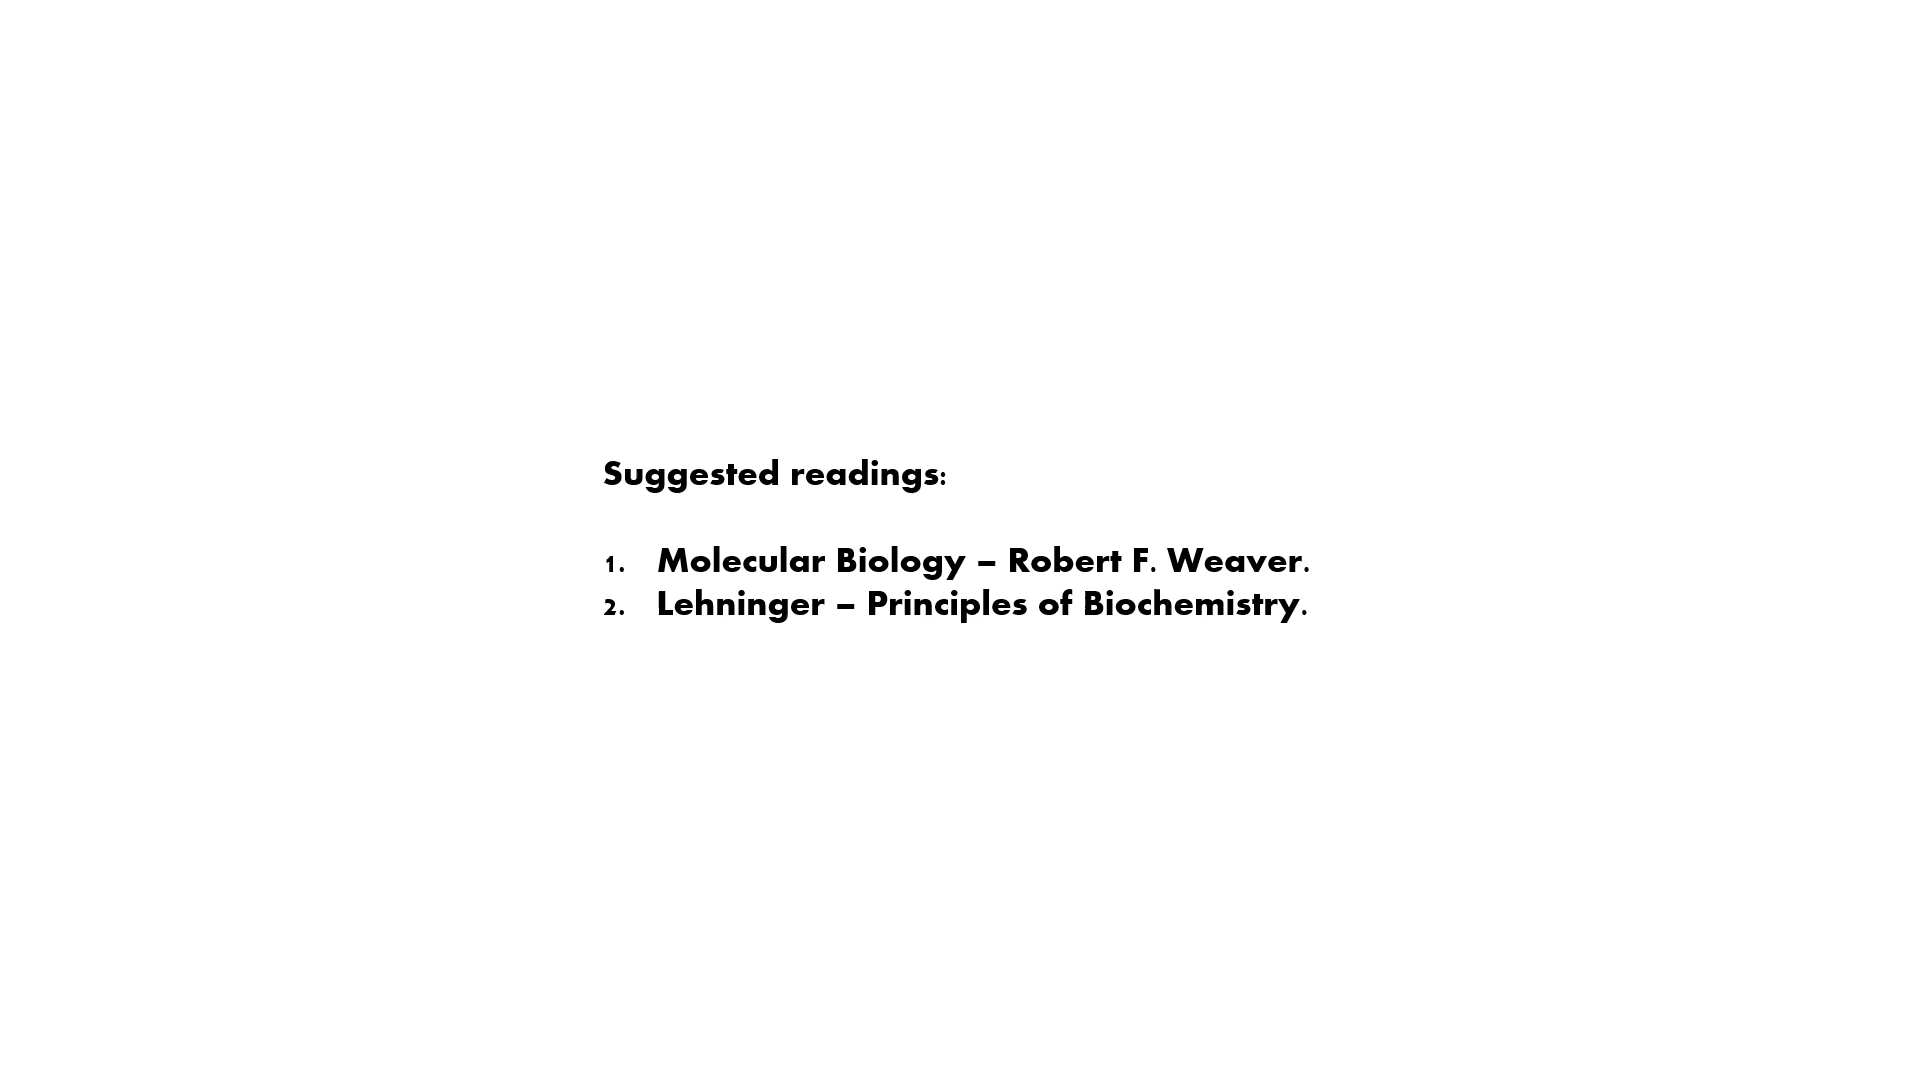 Suggested readings:
1. Molecular Biology – Robert F. Weaver.
2. Lehninger – Principles of Biochemistry.